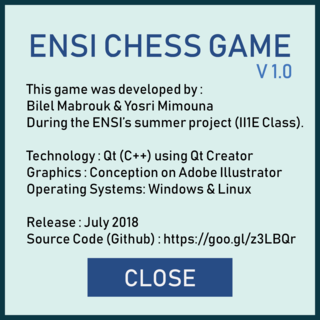 ENSI CHESS GAME
V 1.0
This game was developed by :
Bilel Mabrouk & Yosri Mimouna
During the ENSI's summer project (II1E Class).
Technology : Qt (C++) using Qt Creator
Graphics : Conception on Adobe Illustrator
Operating Systems: Windows & Linux
Release : July 2018
Source Code (Github) : https://goo.gl/z3LBQr
CLOSE